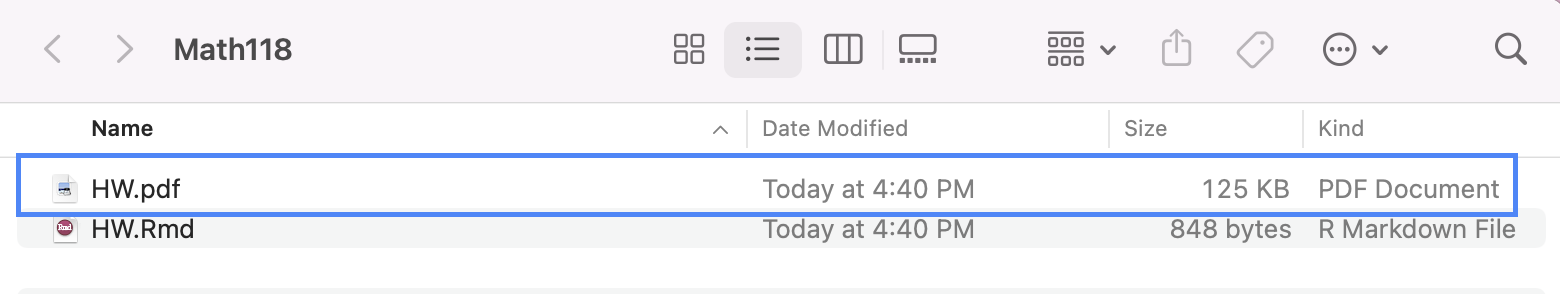 Math118
Name Date Modified Size Kind
HW.pdf Today at 4:40 PM 125 KB PDF Document
Rmd HW.Rmd Today at 4:40 PM 848 bytes R Markdown File